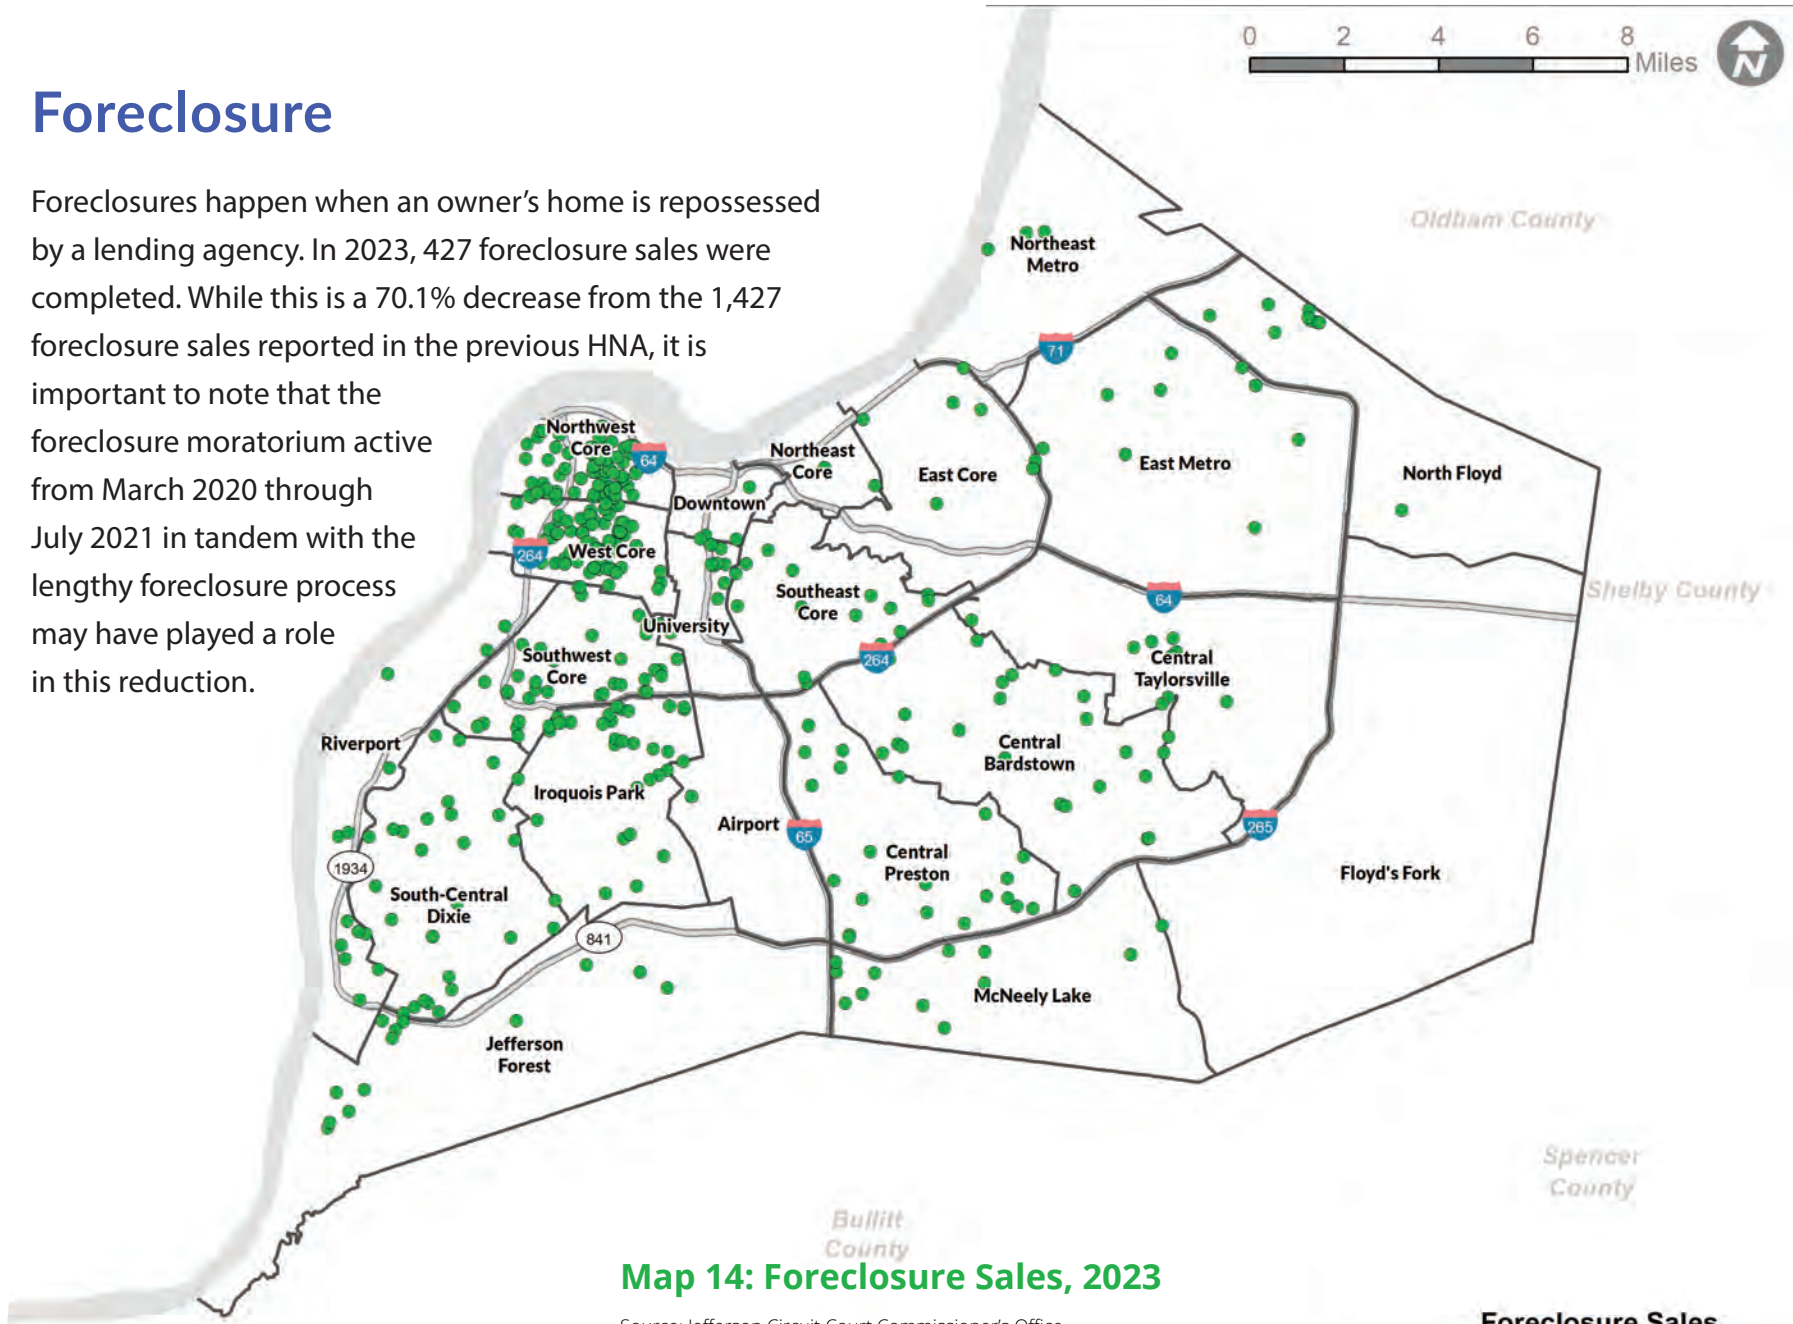 0 2 4 6 8
Miles
N
Foreclosure
Foreclosures happen when an owner's home is repossessed
by a lending agency. In 2023, 427 foreclosure sales were
completed. While this is a 70.1% decrease from the 1,427
foreclosure sales reported in the previous HNA, it is
important to note that the
foreclosure moratorium active
from March 2020 through
July 2021 in tandem with the
lengthy foreclosure process
may have played a role
in this reduction.
Oldham County
Northeast
Metro
71
Northwest
Core
64
Northeast
Core
East Core
East Metro
North Floyd
Downtown
264
West Core
Southeast
Core
64
Shelby County
University
Southwest
Core
264
Central
Taylorsville
Riverport
Central
Bardstown
Iroquois Park
Airport
65
265
1934
Central
Preston
Floyd's Fork
South-Central
Dixie
841
McNeely Lake
Jefferson
Forest
Spencer
County
Bullitt
County
Map 14: Foreclosure Sales, 2023
Source: Jefferson Circuit Court Commissioner's Office
Foreclosure Sales